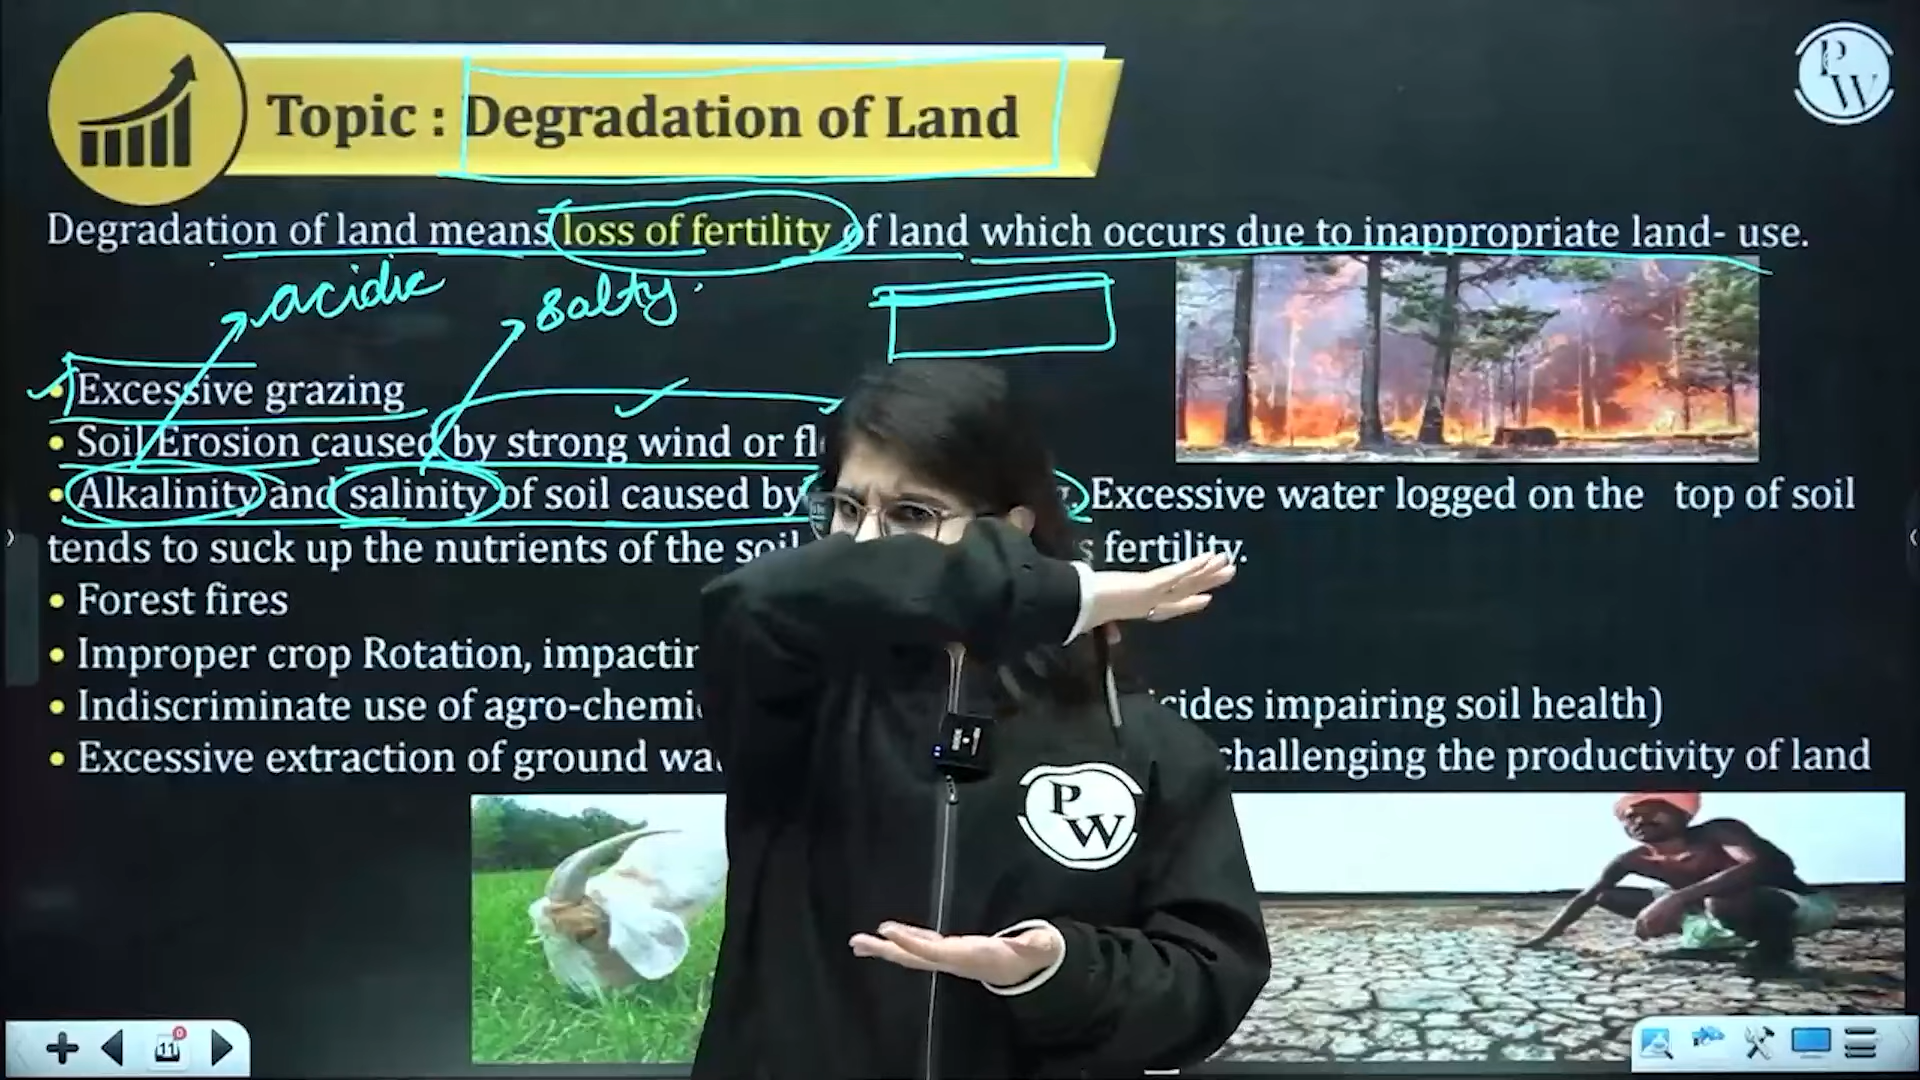 Topic : Degradation of Land
P W
Degradation of land means loss of fertility of land which occurs due to inappropriate land- use.
acidic
salty
• Excessive grazing
• Soil Erosion caused by strong wind or
• Alkalinity and salinity of soil caused by Excessive water logged on the top of soil
tends to suck up the nutrients of the soil fertility.
• Forest fires
• Improper crop Rotation,
• Indiscriminate use of impairing soil health)
• Excessive extraction of ground challenging the productivity of land
P W
11
0